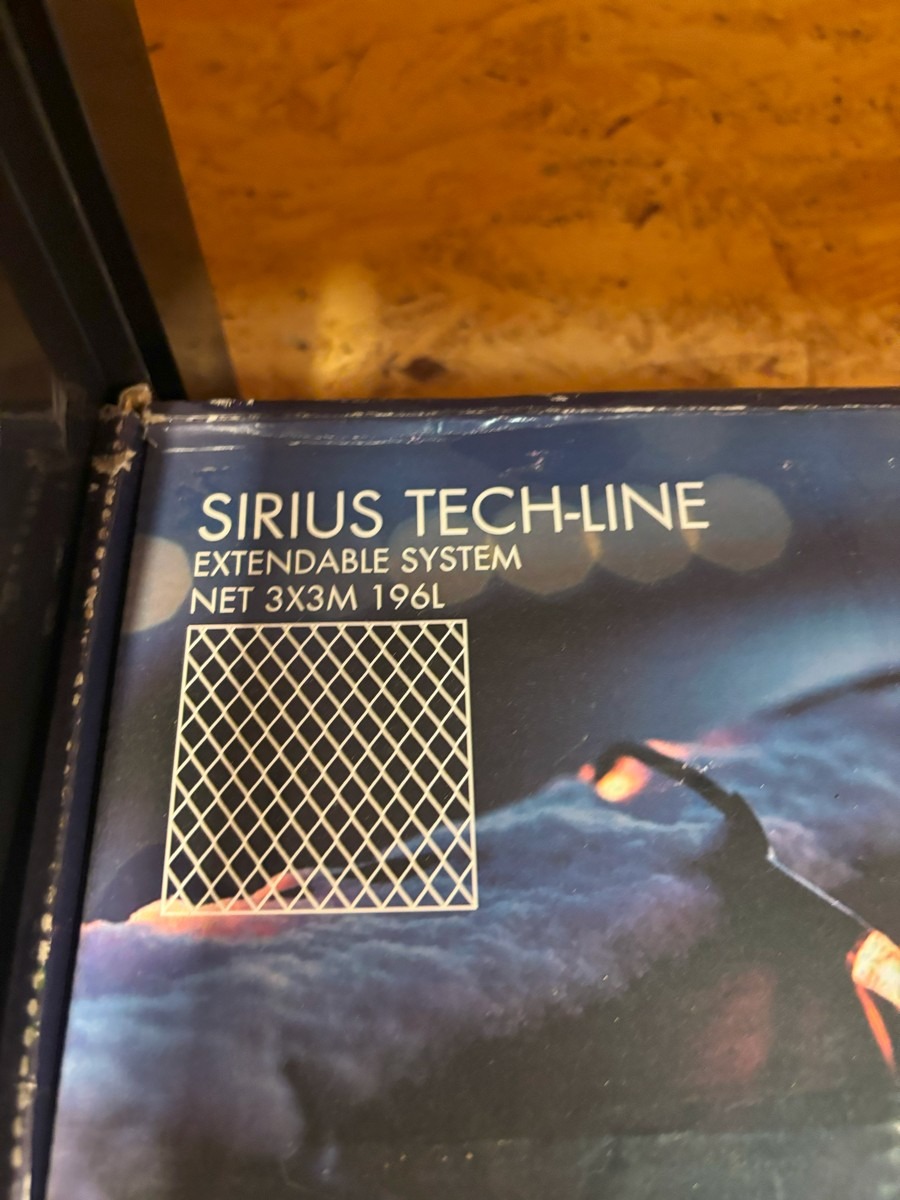 SIRIUS TECH-LINE
EXTENDABLE SYSTEM
NET 3X3M 196L